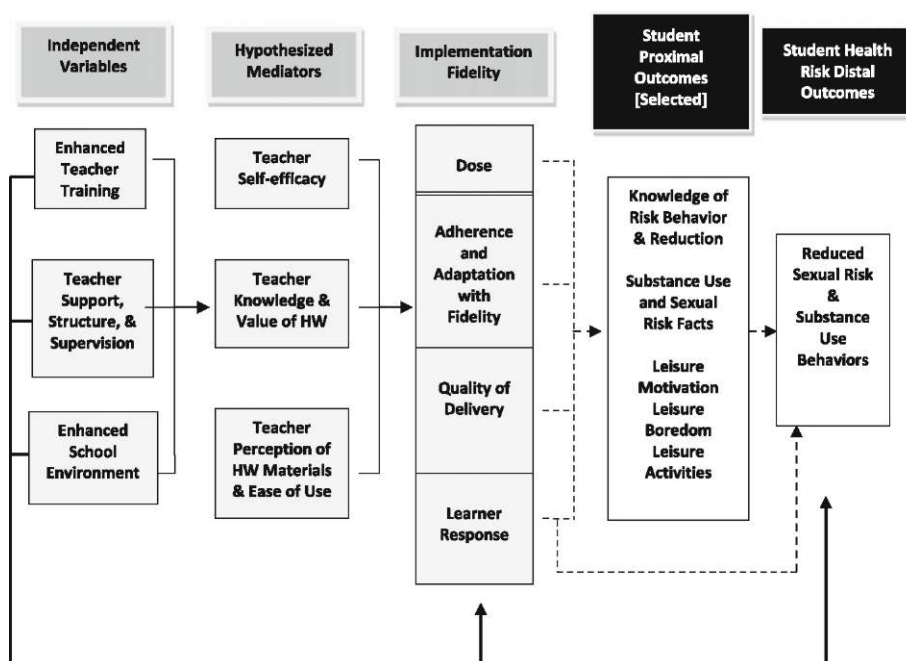 Independent
Variables
Hypothesized
Mediators
Implementation
Fidelity
Student
Proximal
Outcomes
[Selected]
Student Health
Risk Distal
Outcomes
Enhanced
Teacher
Training
Teacher
Support,
Structure, &
Supervision
Enhanced
School
Environment
Teacher
Self-efficacy
Teacher
Knowledge &
Value of HW
Teacher
Perception of
HW Materials
& Ease of Use
Dose
Adherence
and
Adaptation
with
Fidelity
Quality of
Delivery
Learner
Response
Knowledge of
Risk Behavior
& Reduction
Substance Use
and Sexual
Risk Facts
Leisure
Motivation
Leisure
Boredom
Leisure
Activities
Reduced
Sexual Risk
&
Substance
Use
Behaviors